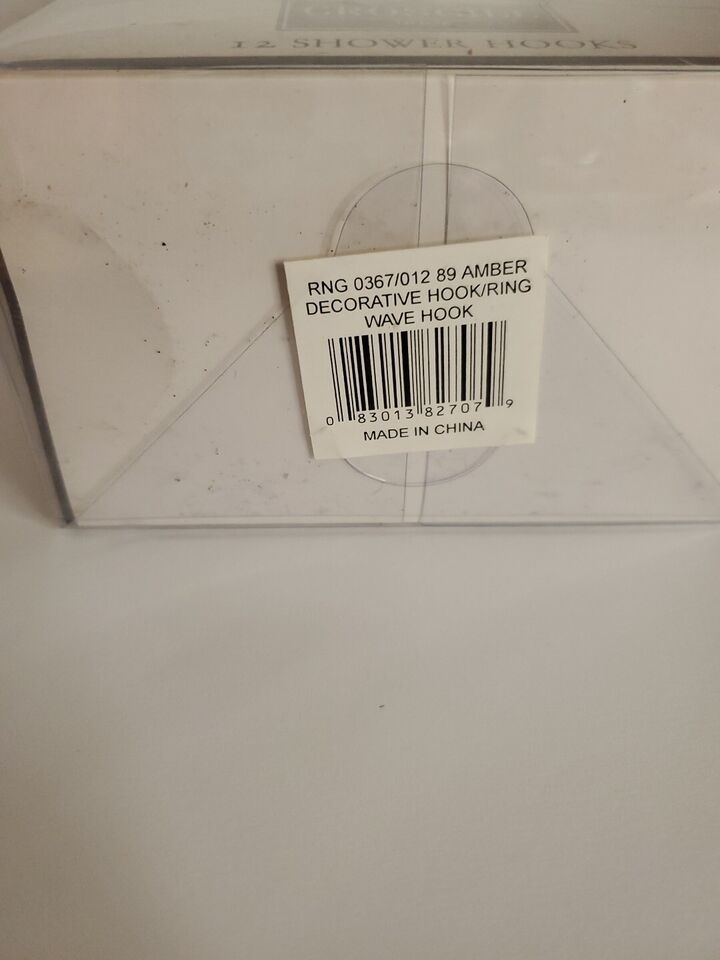 12 SHOWER HOOKS
RNG 0367/012 89 AMBER
DECORATIVE HOOK/RING
WAVE HOOK
0 83013 82707 9
MADE IN CHINA